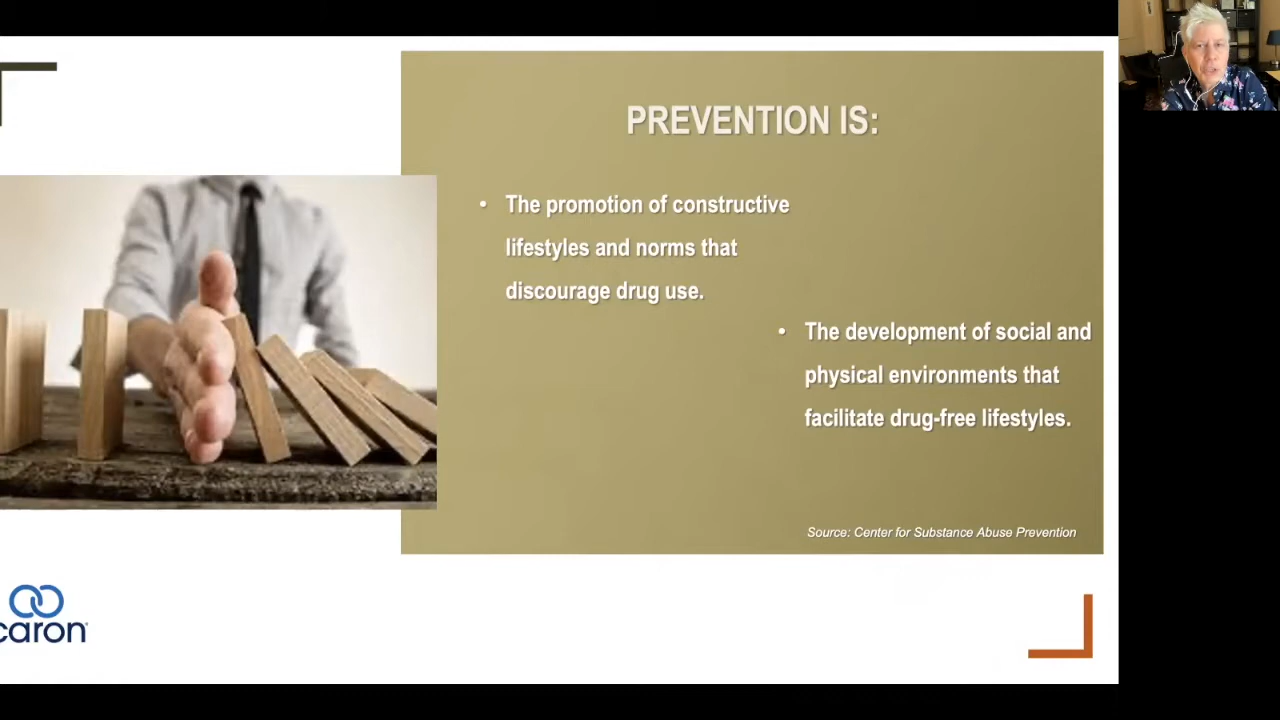 PREVENTION IS:
• The promotion of constructive
lifestyles and norms that
discourage drug use.
• The development of social and
physical environments that
facilitate drug-free lifestyles.
Source: Center for Substance Abuse Prevention
caron